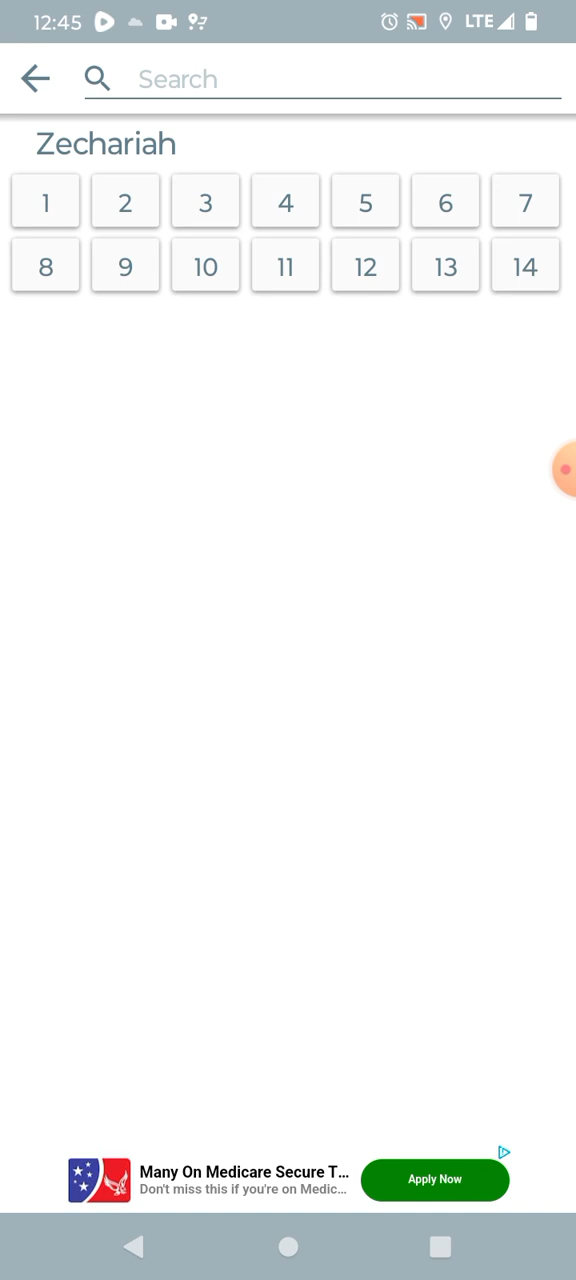 12:45 LTE
Search
Zechariah
1 2 3 4 5 6 7
8 9 10 11 12 13 14
Many On Medicare Secure T...
Don't miss this if you're on Medic...
Apply Now